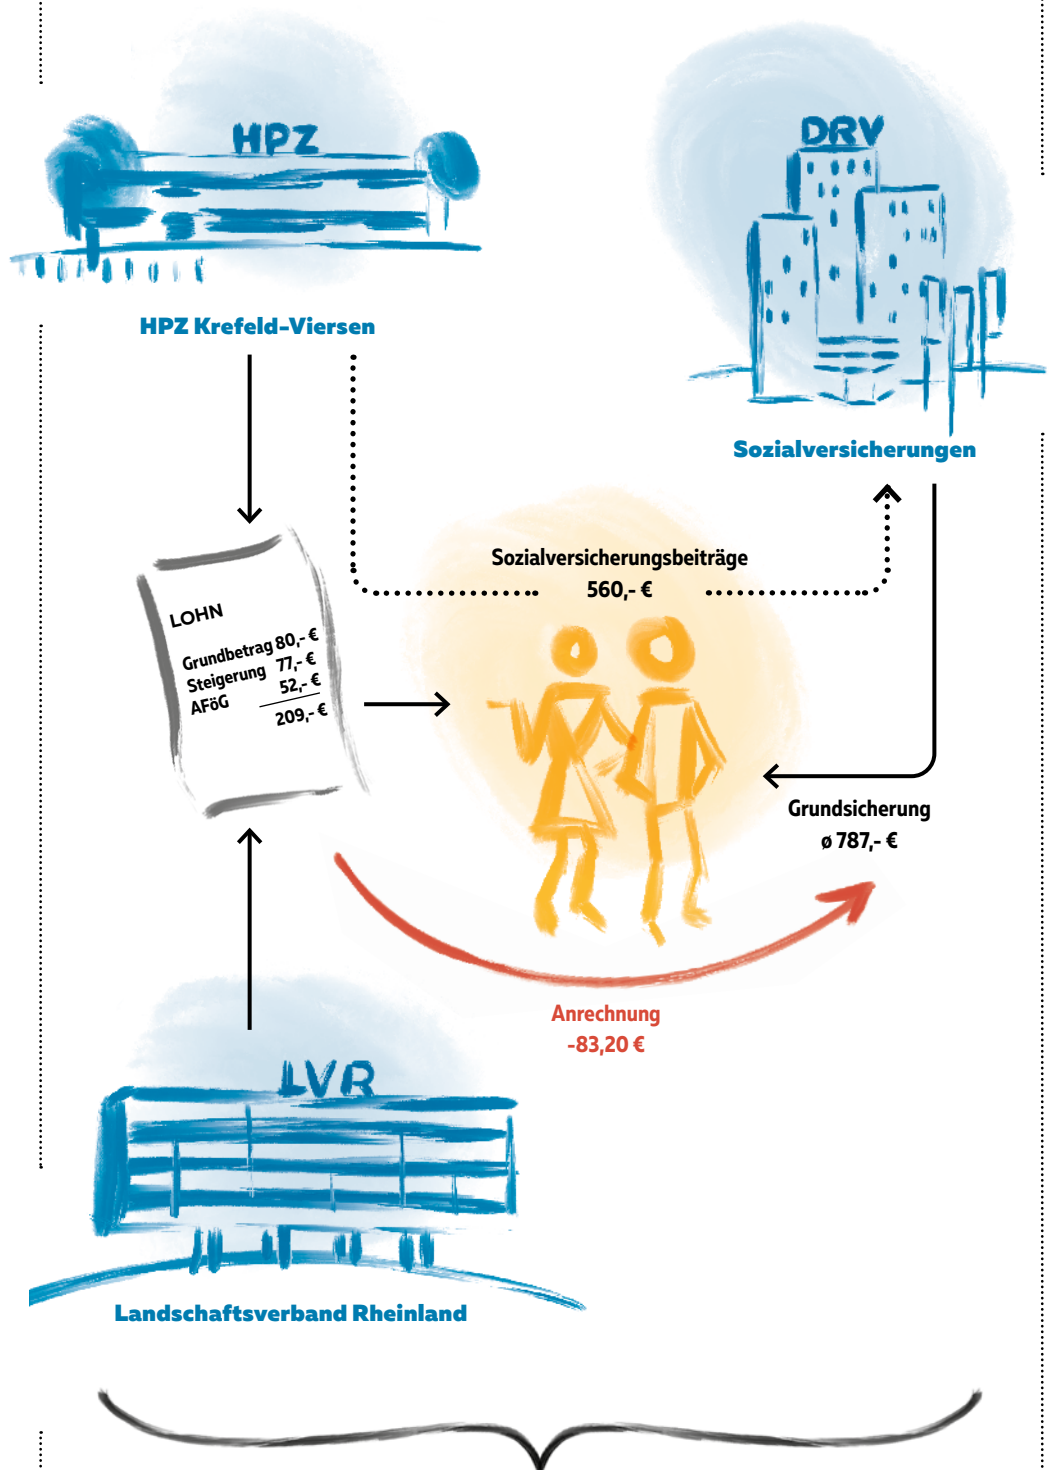 HPZ
DRV
HPZ Krefeld-Viersen
Sozialversicherungen
Sozialversicherungsbeiträge
560,- €
LOHN
Grundbetrag 80,- €
Steigerung 77,- €
AFöG 52,- €
209,- €
Grundsicherung
ø 787,- €
Anrechnung
-83,20 €
LVR
Landschaftsverband Rheinland